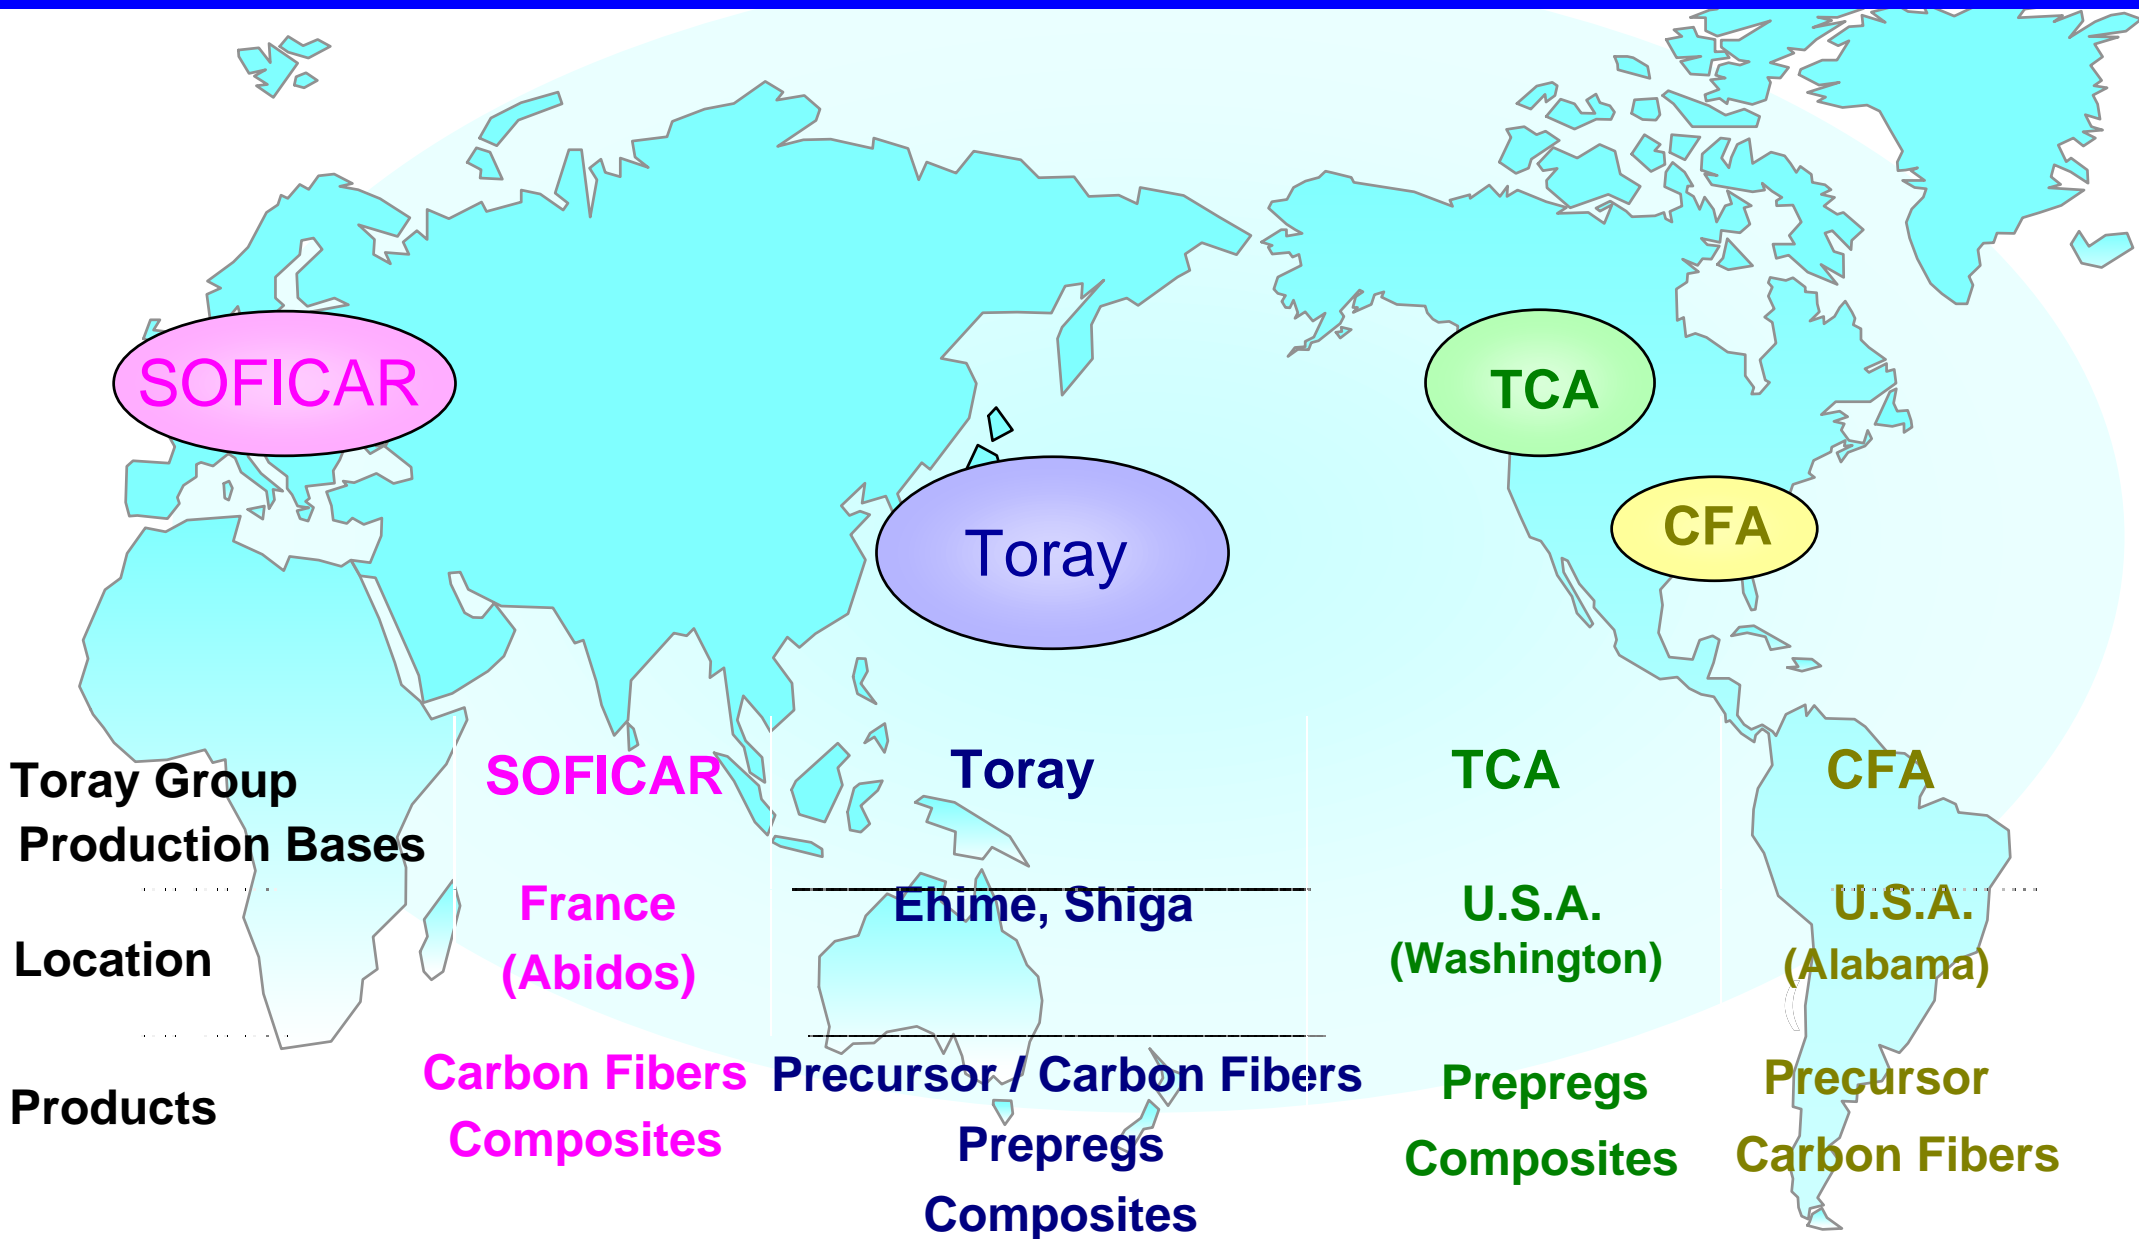 SOFICAR
TCA
CFA
Toray
Toray Group
Production Bases
SOFICAR
Toray
TCA
CFA
Location
France
(Abidos)
Ehime, Shiga
U.S.A.
(Washington)
U.S.A.
(Alabama)
Products
Carbon Fibers
Composites
Precursor / Carbon Fibers
Prepregs
Composites
Prepregs
Composites
Precursor
Carbon Fibers